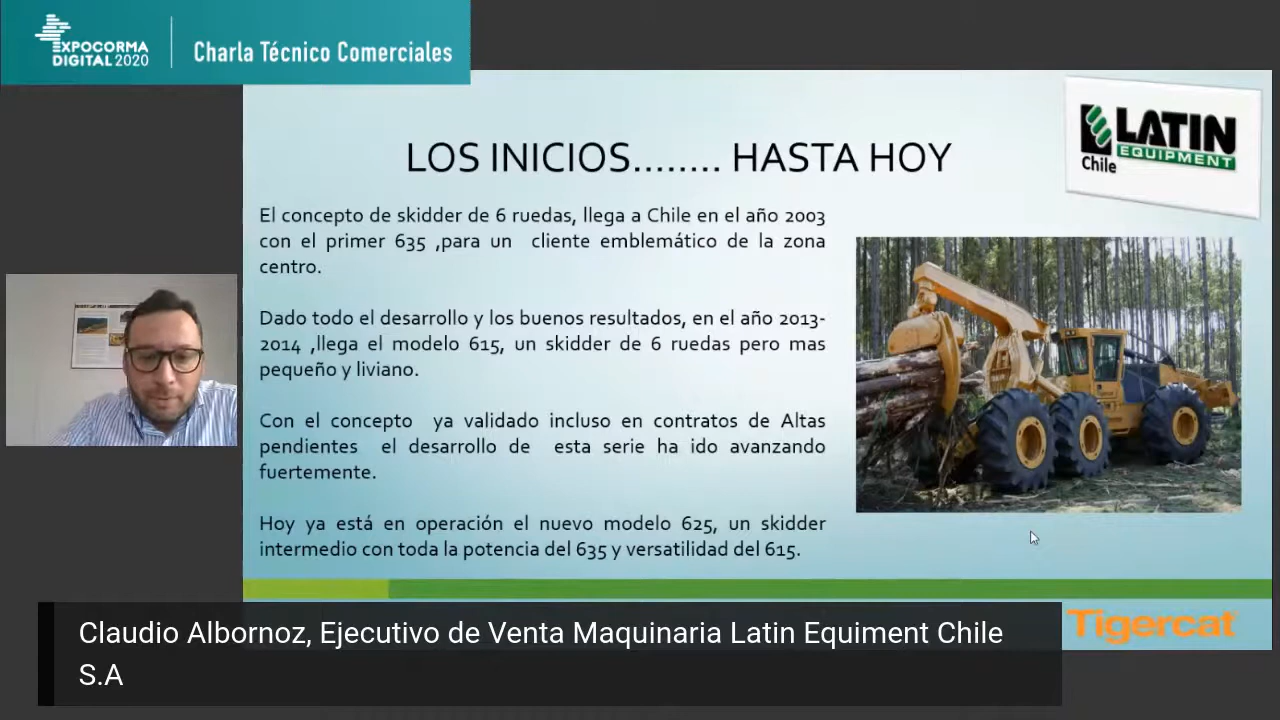 EXPOCORMA
DIGITAL 2020
Charla Técnico Comerciales
LATIN
EQUIPMENT
Chile
LOS INICIOS........ HASTA HOY
El concepto de skidder de 6 ruedas, llega a Chile en el año 2003
con el primer 635 ,para un cliente emblemático de la zona
centro.
Dado todo el desarrollo y los buenos resultados, en el año 2013-
2014 ,llega el modelo 615, un skidder de 6 ruedas pero mas
pequeño y liviano.
Con el concepto ya validado incluso en contratos de Altas
pendientes el desarrollo de esta serie ha ido avanzando
fuertemente.
Hoy ya está en operación el nuevo modelo 625, un skidder
intermedio con toda la potencia del 635 y versatilidad del 615.
Claudio Albornoz, Ejecutivo de Venta Maquinaria Latin Equiment Chile
S.A
Tigercat